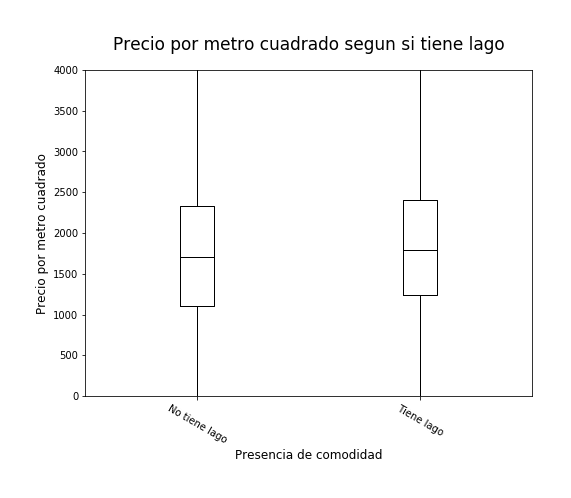 Precio por metro cuadrado segun si tiene lago
Precio por metro cuadrado
4000
3500
3000
2500
2000
1500
1000
500
0
No tiene lago
Tiene lago
Presencia de comodidad